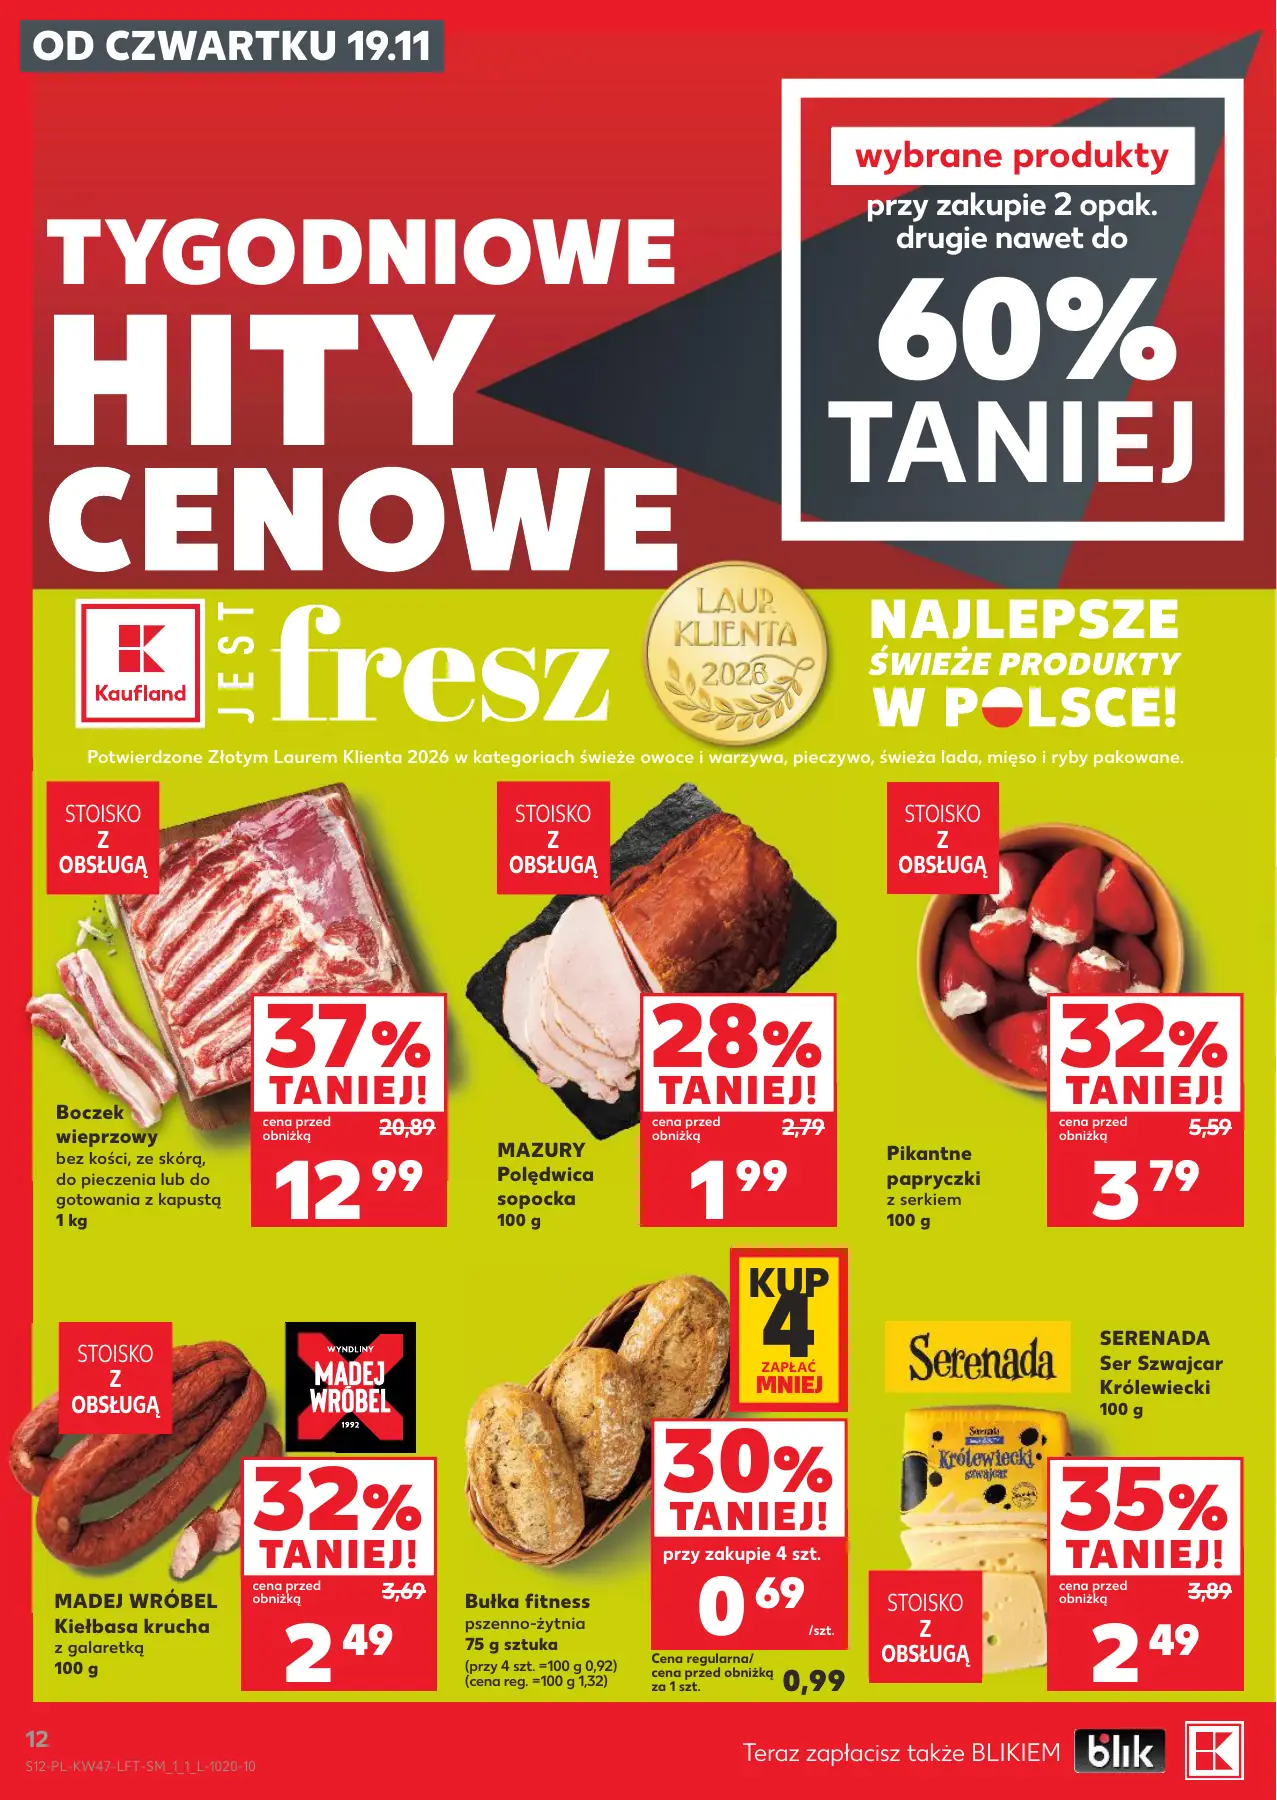 OD CZWARTKU 19.11
wybrane produkty
przy zakupie 2 opak.
drugie nawet do
60%
TANIEJ
TYGODNIOWE
HITY
CENOWE
Kaufland
JEST
fresz
LAUR
KLIENTA
2026
NAJLEPSZE
ŚWIEŻE PRODUKTY
W POLSCE!
Potwierdzone Złotym Laurem Klienta 2026 w kategoriach świeże owoce i warzywa, pieczywo, świeża lada, mięso i ryby pakowane.
STOISKO
Z
OBSŁUGĄ
37%
TANIEJ!
cena przed
obniżką
20,89
12 99
Boczek
wieprzowy
bez kości, ze skórą,
do pieczenia lub do
gotowania z kapustą
1 kg
STOISKO
Z
OBSŁUGĄ
28%
TANIEJ!
cena przed
obniżką
2,79
1 99
MAZURY
Polędwica
sopocka
100 g
STOISKO
Z
OBSŁUGĄ
32%
TANIEJ!
cena przed
obniżką
5,59
3 79
Pikantne
papryczki
z serkiem
100 g
STOISKO
Z
OBSŁUGĄ
WYNDLINY
MADEJ
WRÓBEL
1992
32%
TANIEJ!
cena przed
obniżką
3,69
2 49
MADEJ WRÓBEL
Kiełbasa krucha
z galaretką
100 g
KUP
4
ZAPŁAĆ
MNIEJ
30%
TANIEJ!
przy zakupie 4 szt.
0 69
/szt.
Cena regularna/
cena przed obniżką
za 1 szt.
0,99
Bułka fitness
pszenno-żytnia
75 g sztuka
(przy 4 szt. =100 g 0,92)
(cena reg. =100 g 1,32)
Serenada
SERENADA
Ser Szwajcar
Królewiecki
100 g
Serenada
Królewiecki
szwajcar
STOISKO
Z
OBSŁUGĄ
35%
TANIEJ!
cena przed
obniżką
3,89
2 49
12
S12-PL-KW47-LFT-SM_1_1_L-1020-10
Teraz zapłacisz także BLIKIEM
blik